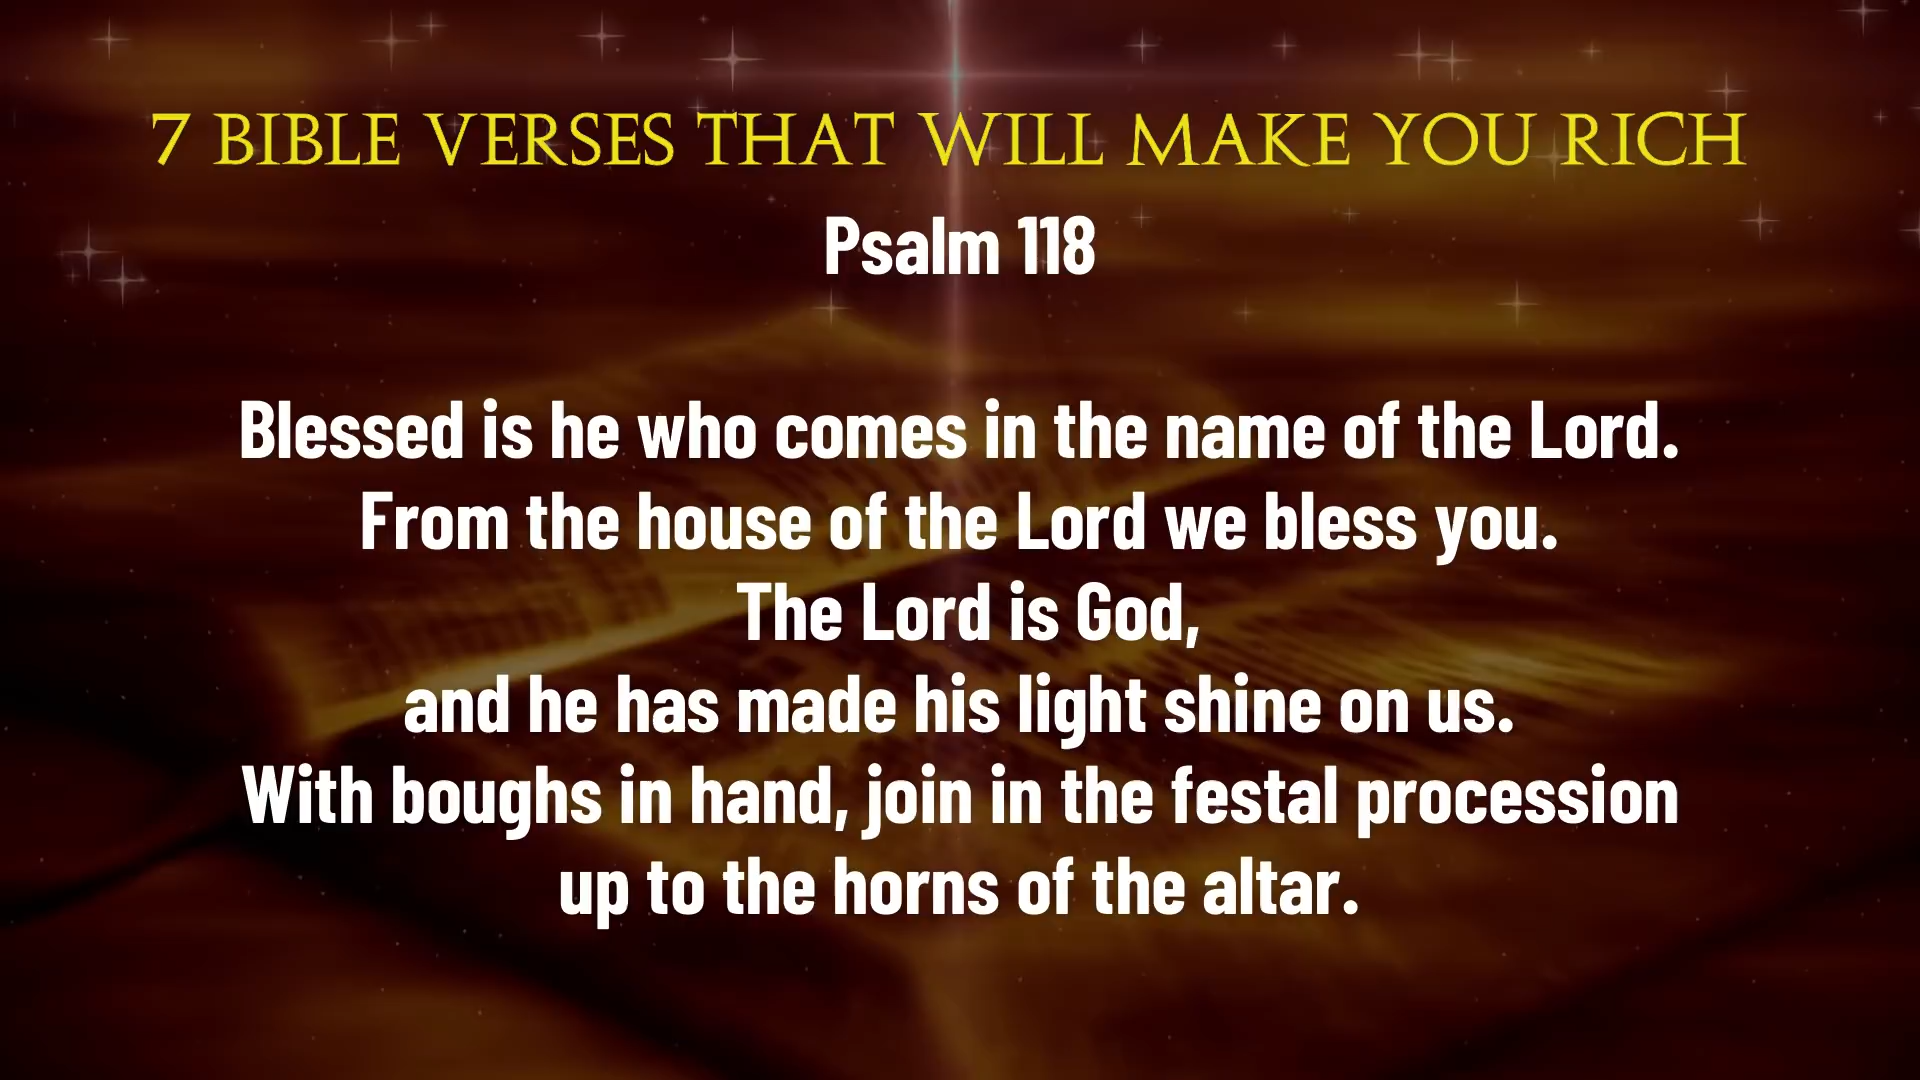 7 BIBLE VERSES THAT WILL MAKE YOU RICH
Psalm 118
Blessed is he who comes in the name of the Lord.
From the house of the Lord we bless you.
The Lord is God,
and he has made his light shine on us.
With boughs in hand, join in the festal procession
up to the horns of the altar.